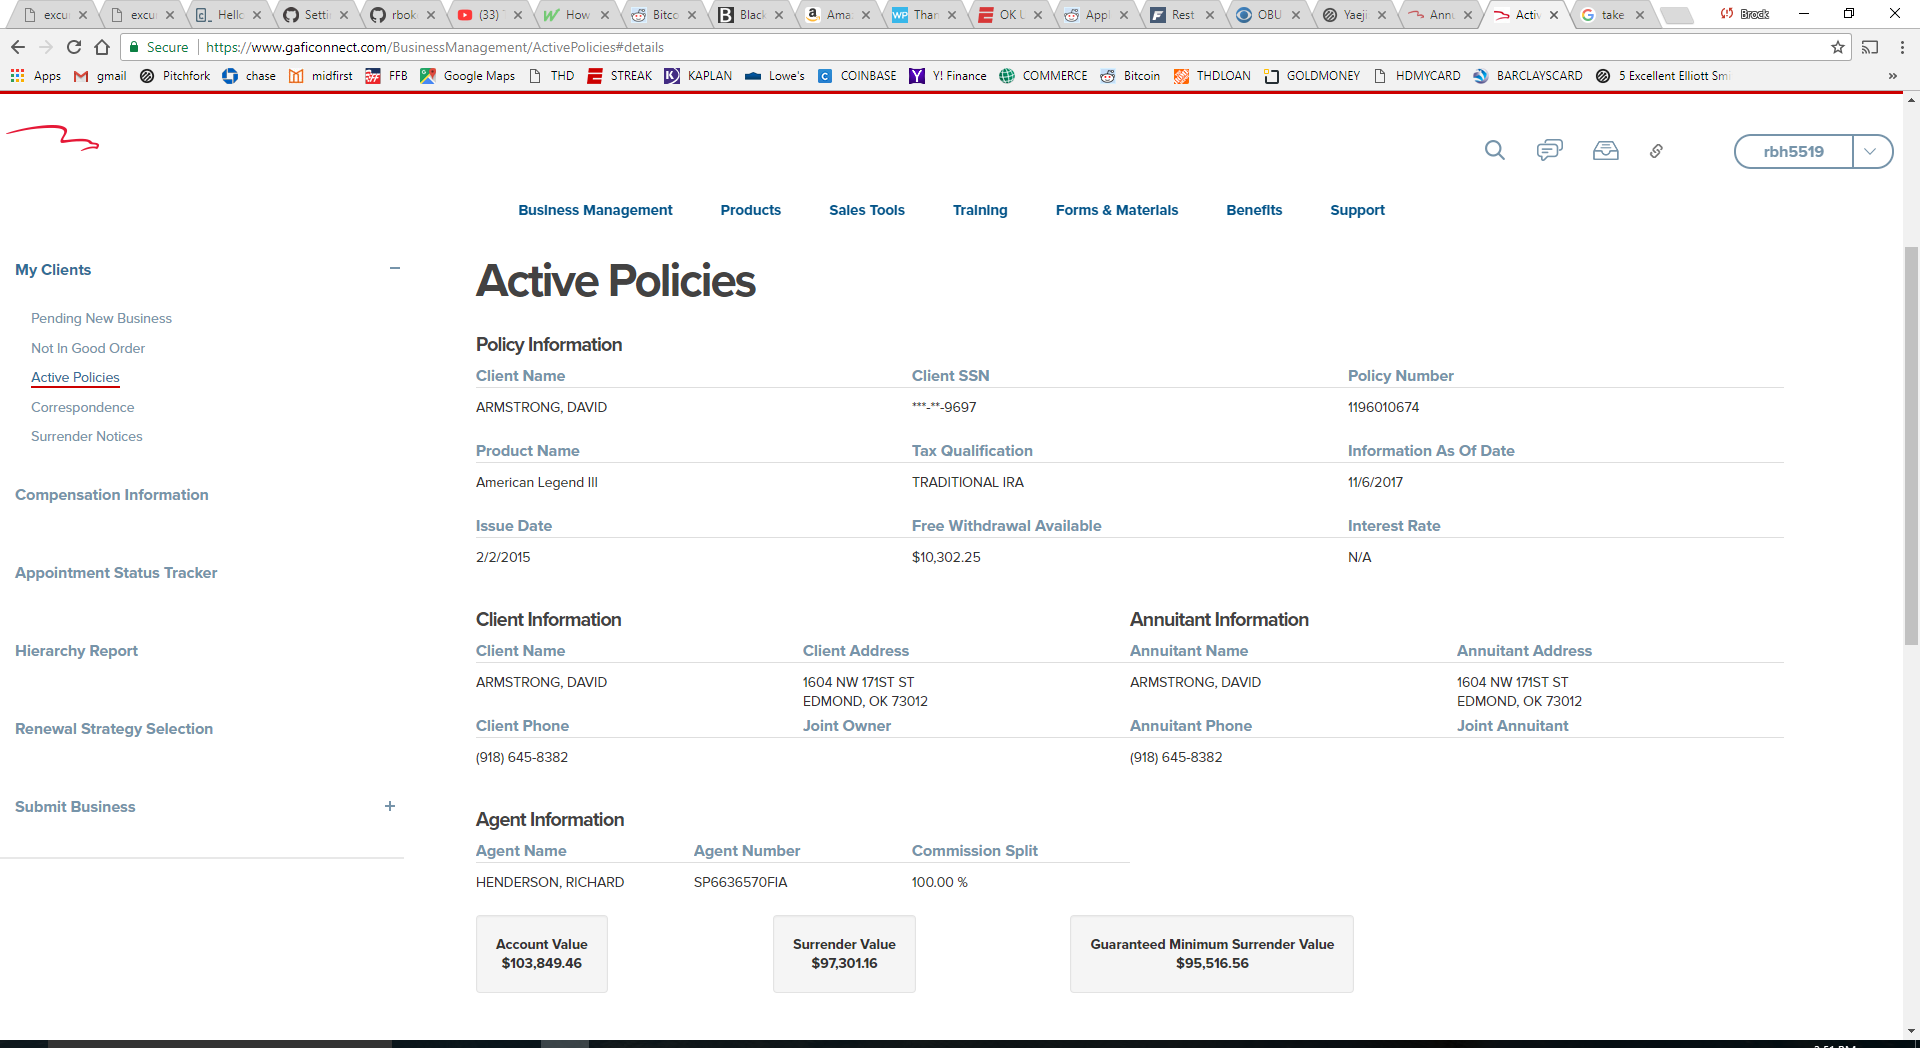 excu
excu
Hello
Setti
rbok
(33)
How
Bitco
Black
Ama
Than
OK U
Appl
Rest
OBU
Yaeji
Annu
Activ
take
Brock
Secure https://www.gaficonnect.com/BusinessManagement/ActivePolicies#details
Apps gmail Pitchfork chase midfirst FFB Google Maps THD STREAK KAPLAN Lowe's COINBASE Y! Finance COMMERCE Bitcoin THDLOAN GOLDMONEY HDMYCARD BARCLAYSCARD 5 Excellent Elliott Smi
rbh5519
Business Management Products Sales Tools Training Forms & Materials Benefits Support
My Clients
Pending New Business
Not In Good Order
Active Policies
Correspondence
Surrender Notices
Compensation Information
Appointment Status Tracker
Hierarchy Report
Renewal Strategy Selection
Submit Business
Active Policies
Policy Information
Client Name Client SSN Policy Number
ARMSTRONG, DAVID ***-**-9697 1196010674
Product Name Tax Qualification Information As Of Date
American Legend III TRADITIONAL IRA 11/6/2017
Issue Date Free Withdrawal Available Interest Rate
2/2/2015 $10,302.25 N/A
Client Information Annuitant Information
Client Name Client Address Annuitant Name Annuitant Address
ARMSTRONG, DAVID 1604 NW 171ST ST ARMSTRONG, DAVID 1604 NW 171ST ST
EDMOND, OK 73012 EDMOND, OK 73012
Client Phone Joint Owner Annuitant Phone Joint Annuitant
(918) 645-8382 (918) 645-8382
Agent Information
Agent Name Agent Number Commission Split
HENDERSON, RICHARD SP6636570FIA 100.00 %
Account Value Surrender Value Guaranteed Minimum Surrender Value
$103,849.46 $97,301.16 $95,516.56